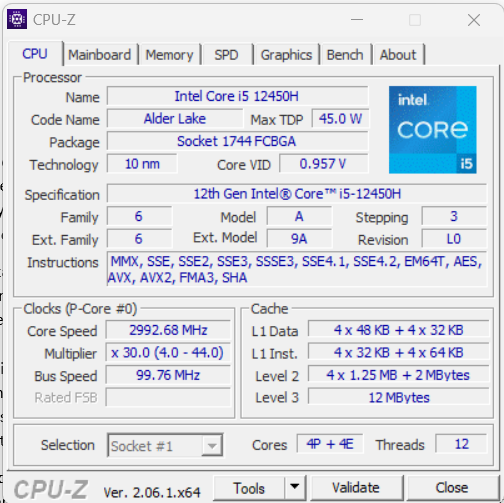 CPU-Z
CPU Mainboard Memory SPD Graphics Bench About
Processor
Name Intel Core i5 12450H
Code Name Alder Lake Max TDP 45.0 W
Package Socket 1744 FCBGA
Technology 10 nm Core VID 0.957 V
intel
CORE
i5
Specification 12th Gen Intel® Core™ i5-12450H
Family 6 Model A Stepping 3
Ext. Family 6 Ext. Model 9A Revision L0
Instructions MMX, SSE, SSE2, SSE3, SSSE3, SSE4.1, SSE4.2, EM64T, AES,
AVX, AVX2, FMA3, SHA
Clocks (P-Core #0)
Core Speed 2992.68 MHz
Multiplier x 30.0 (4.0 - 44.0)
Bus Speed 99.76 MHz
Rated FSB
Cache
L1 Data 4 x 48 KB + 4 x 32 KB
L1 Inst. 4 x 32 KB + 4 x 64 KB
Level 2 4 x 1.25 MB + 2 MBytes
Level 3 12 MBytes
Selection Socket #1 Cores 4P + 4E Threads 12
CPU-Z Ver. 2.06.1.x64 Tools Validate Close